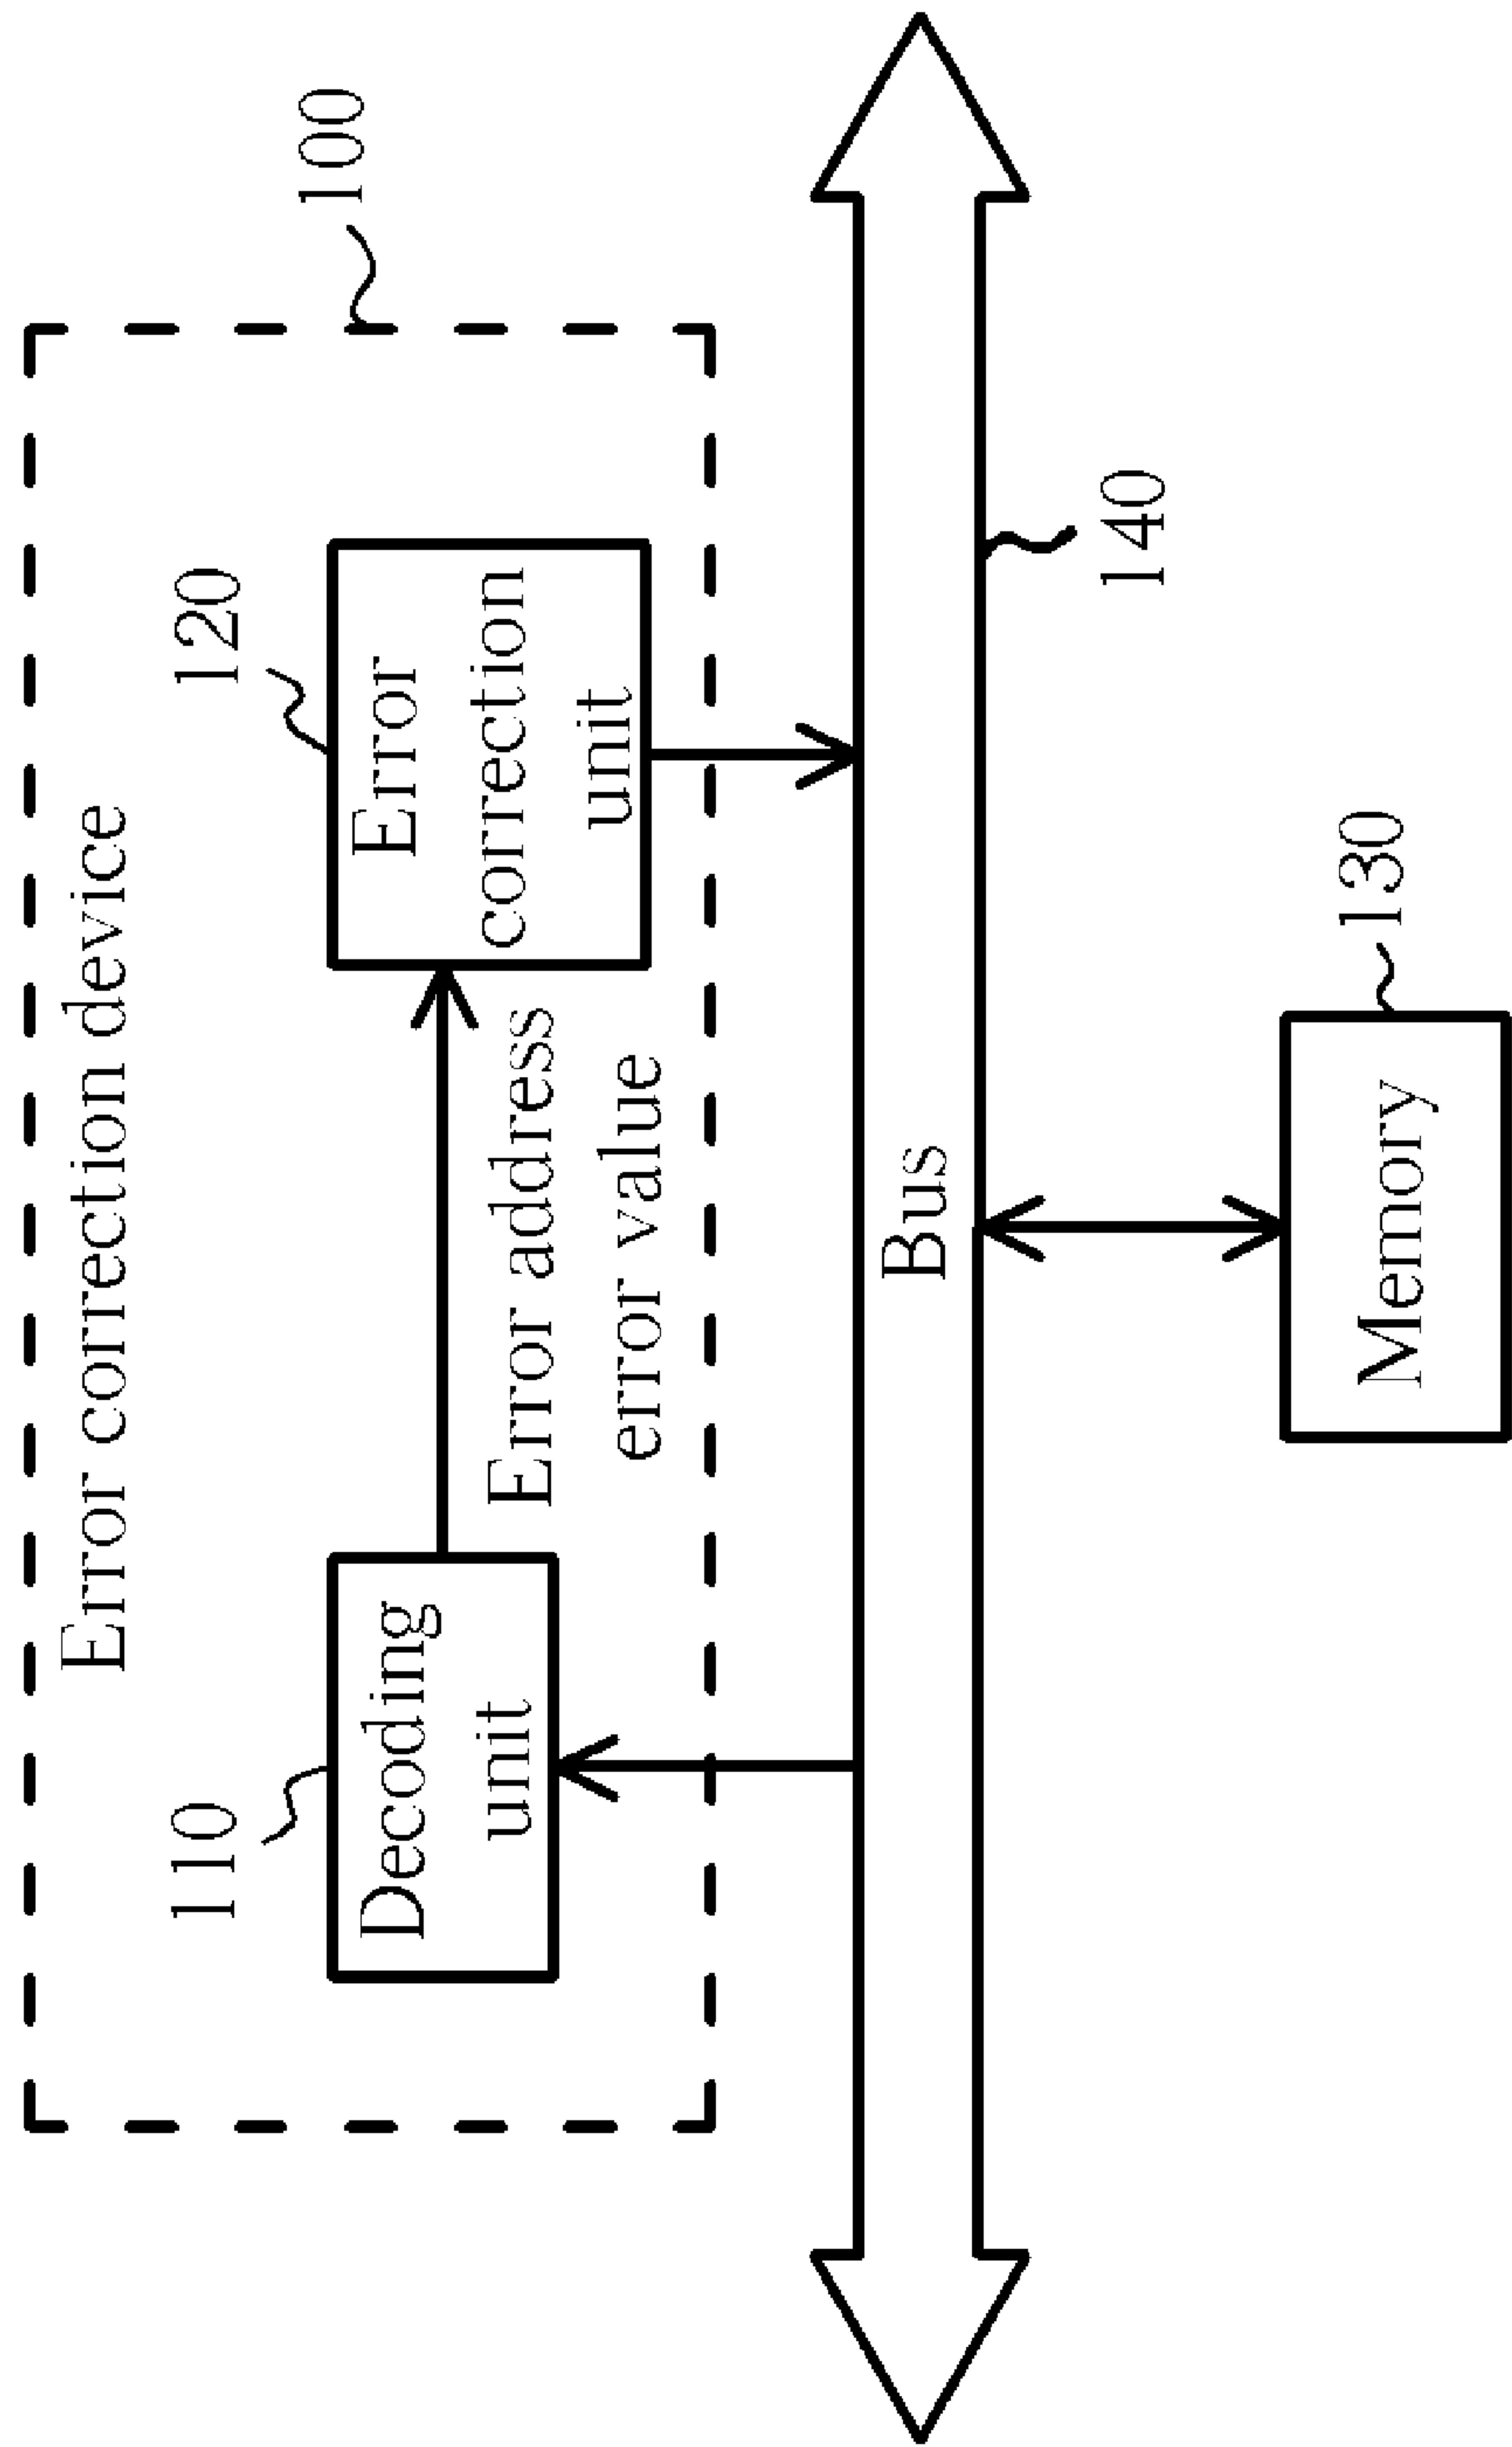 Error correction device
100
110
120
Decoding
unit
Error
correction
unit
Error address
error value
Bus
140
Memory
130